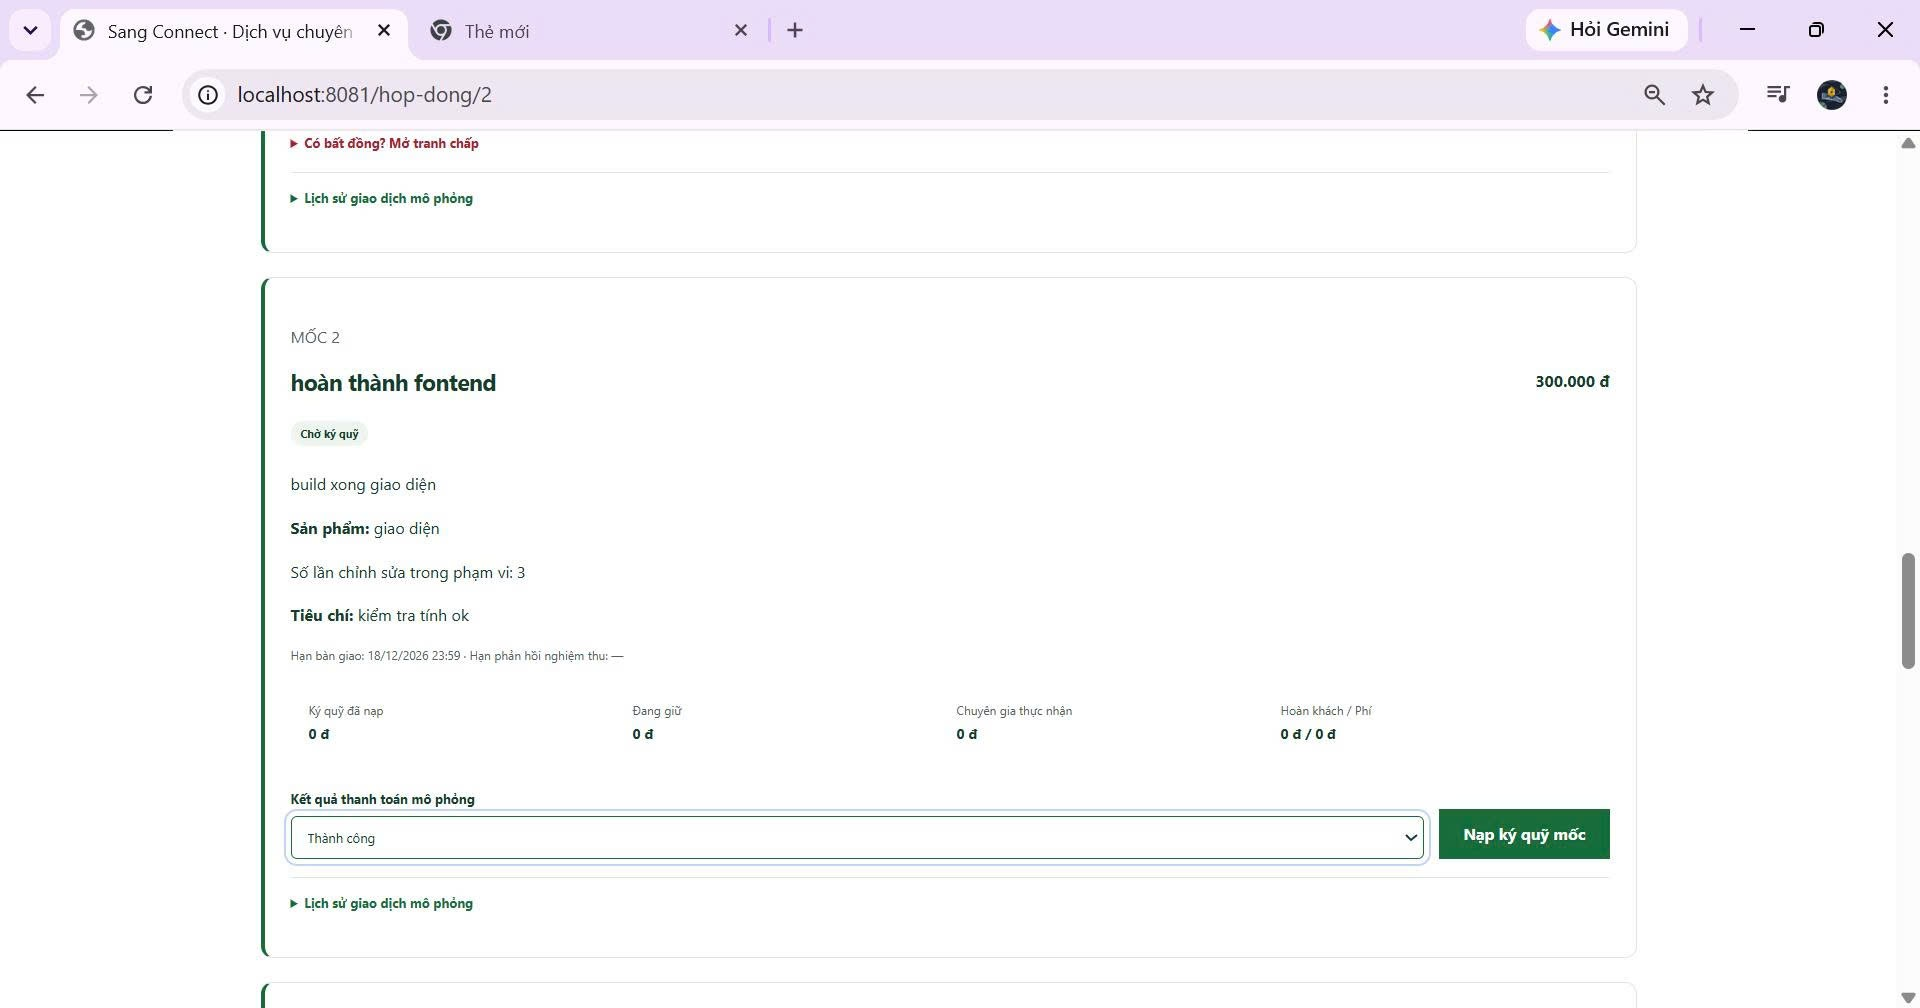 Sang Connect · Dịch vụ chuyên
Thẻ mới
Hỏi Gemini
localhost:8081/hop-dong/2
Có bất đồng? Mở tranh chấp
Lịch sử giao dịch mô phỏng
MỐC 2
hoàn thành fontend
300.000 đ
Chờ ký quỹ
build xong giao diện
Sản phẩm: giao diện
Số lần chỉnh sửa trong phạm vi: 3
Tiêu chí: kiểm tra tính ok
Hạn bàn giao: 18/12/2026 23:59 · Hạn phản hồi nghiệm thu: —
Ký quỹ đã nạp
Đang giữ
Chuyên gia thực nhận
Hoàn khách / Phí
0 đ
0 đ
0 đ
0 đ / 0 đ
Kết quả thanh toán mô phỏng
Thành công
Nạp ký quỹ mốc
Lịch sử giao dịch mô phỏng